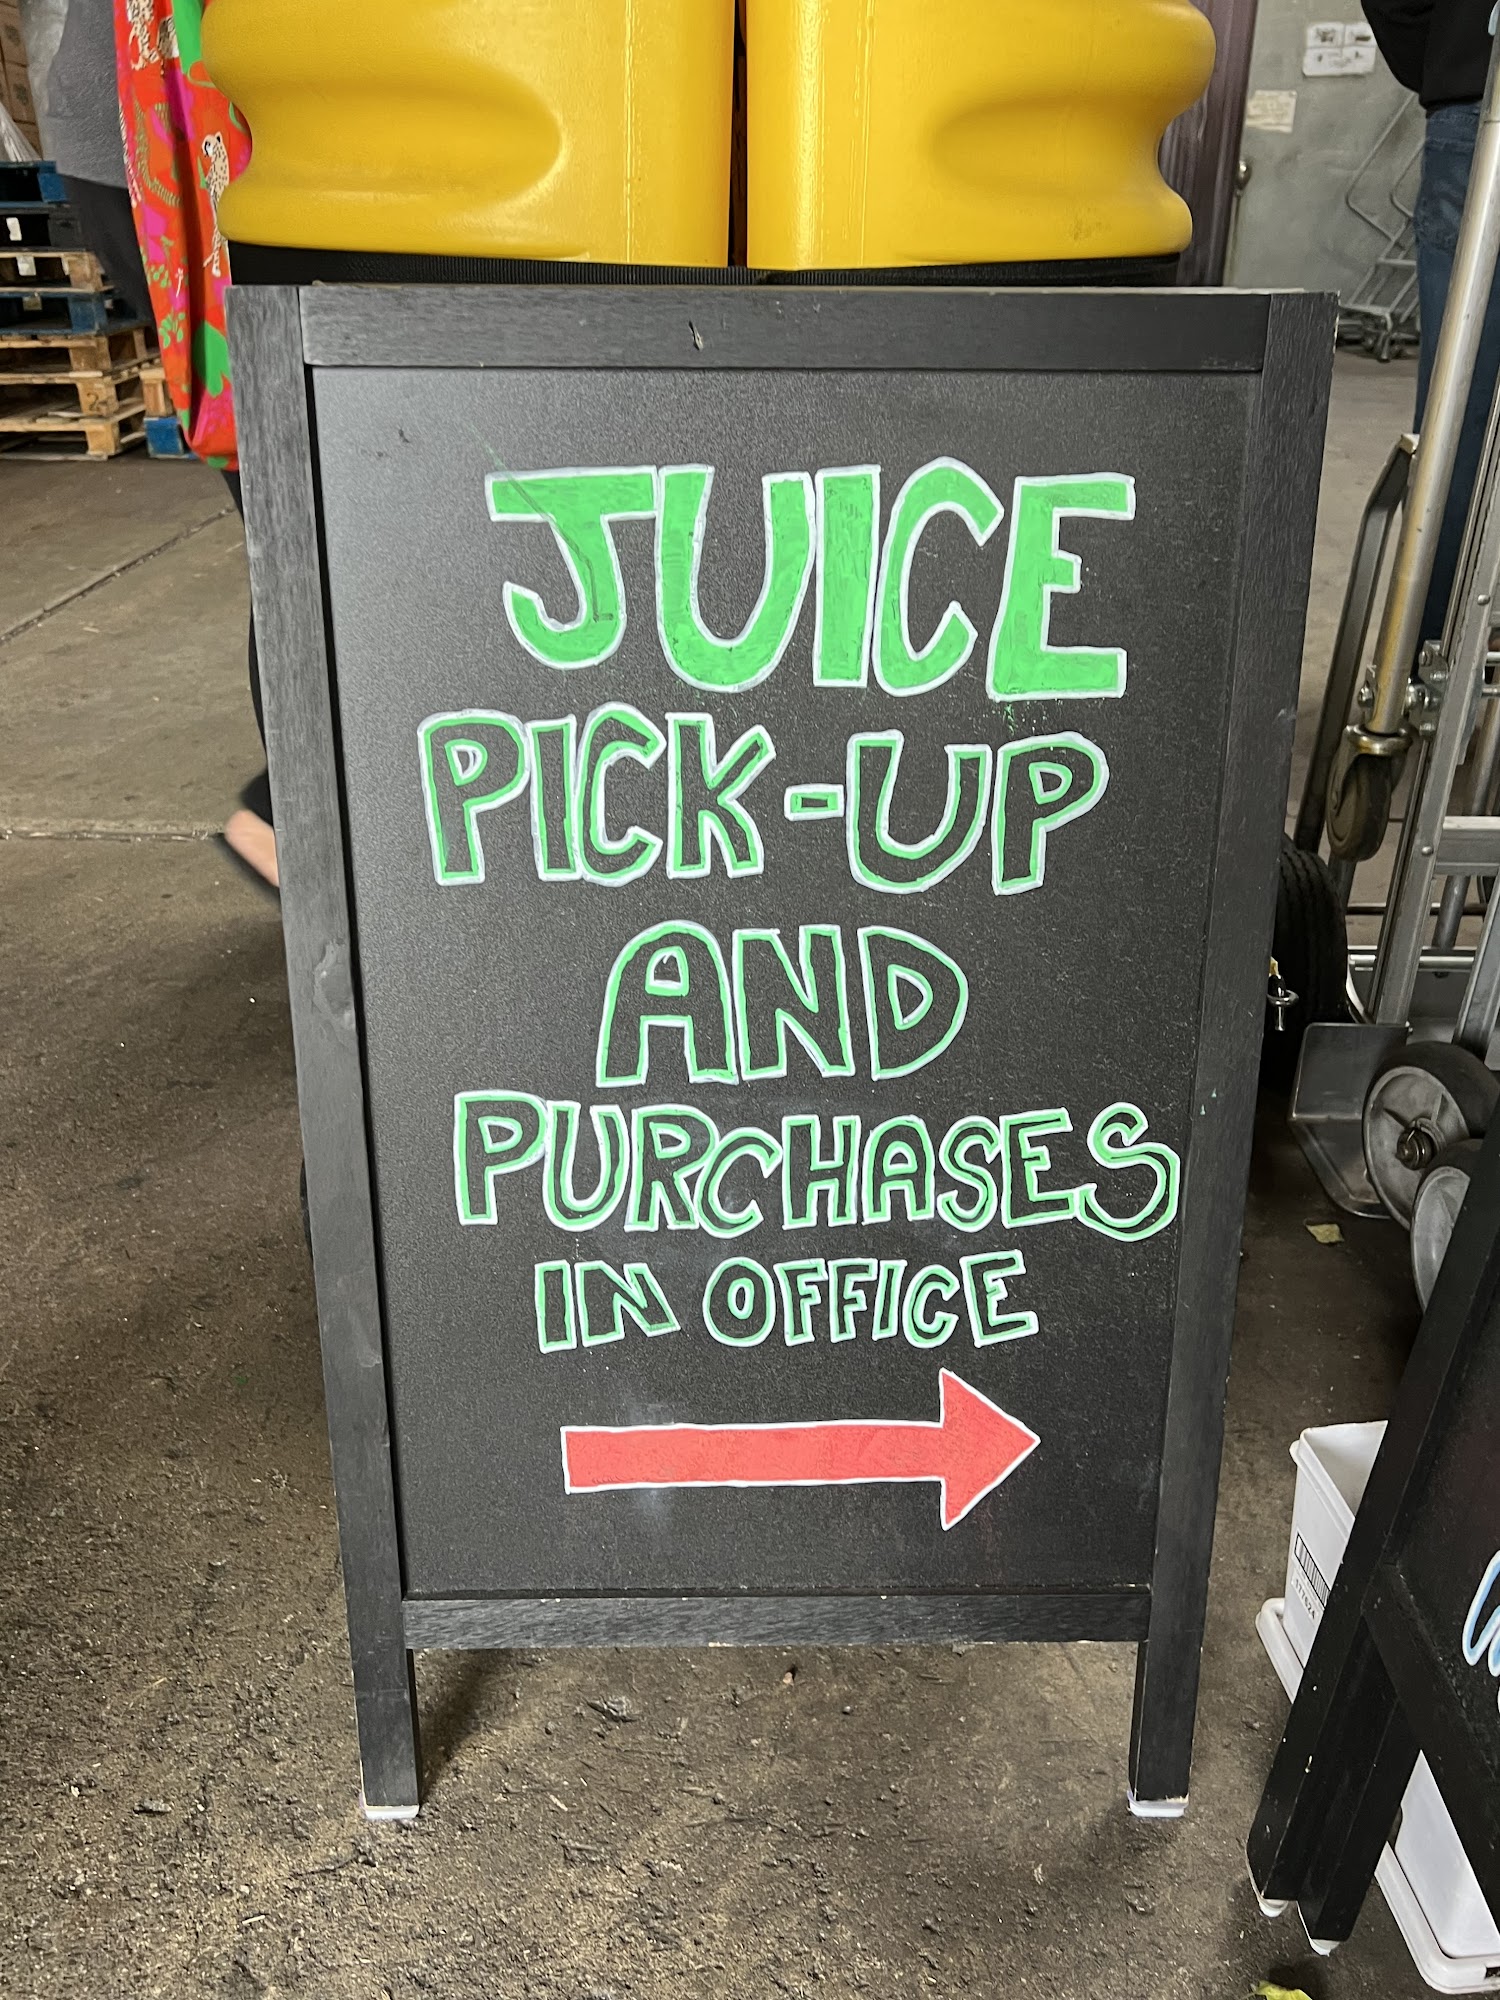 JUICE
PICK-UP
AND
PURCHASES
IN OFFICE